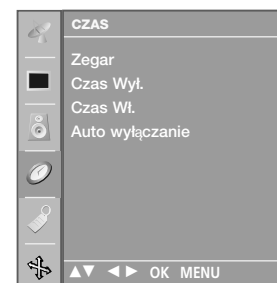 CZAS
Zegar
Czas Wył.
Czas Wł.
Auto wyłączanie
▲▼ ◄► OK MENU